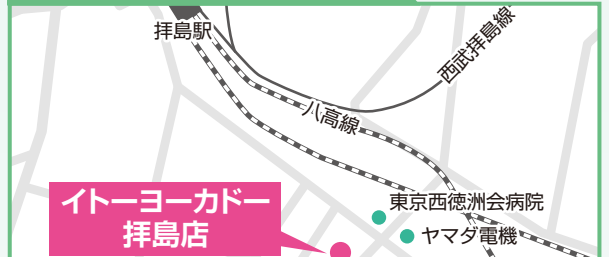 拝島駅
西武拝島線
八高線
イトーヨーカドー
拝島店
東京西徳洲会病院
ヤマダ電機